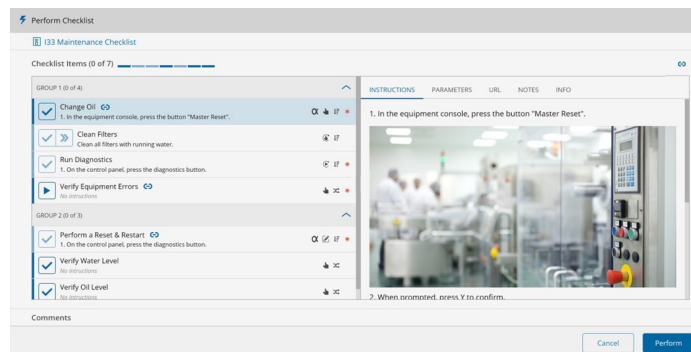 Perform Checklist
I33 Maintenance Checklist
Checklist Items (0 of 7)
GROUP 1 (0 of 4)
Change Oil
1. In the equipment console, press the button "Master Reset".
Clean Filters
Clean all filters with running water.
Run Diagnostics
1. On the control panel, press the diagnostics button.
Verify Equipment Errors
No intructions
GROUP 2 (0 of 3)
Perform a Reset & Restart
1. On the control panel, press the diagnostics button.
Verify Water Level
No intructions
Verify Oil Level
No intructions
INSTRUCTIONS PARAMETERS URL NOTES INFO
1. In the equipment console, press the button "Master Reset".
2. When prompted, press Y to confirm.
Comments
Cancel Perform